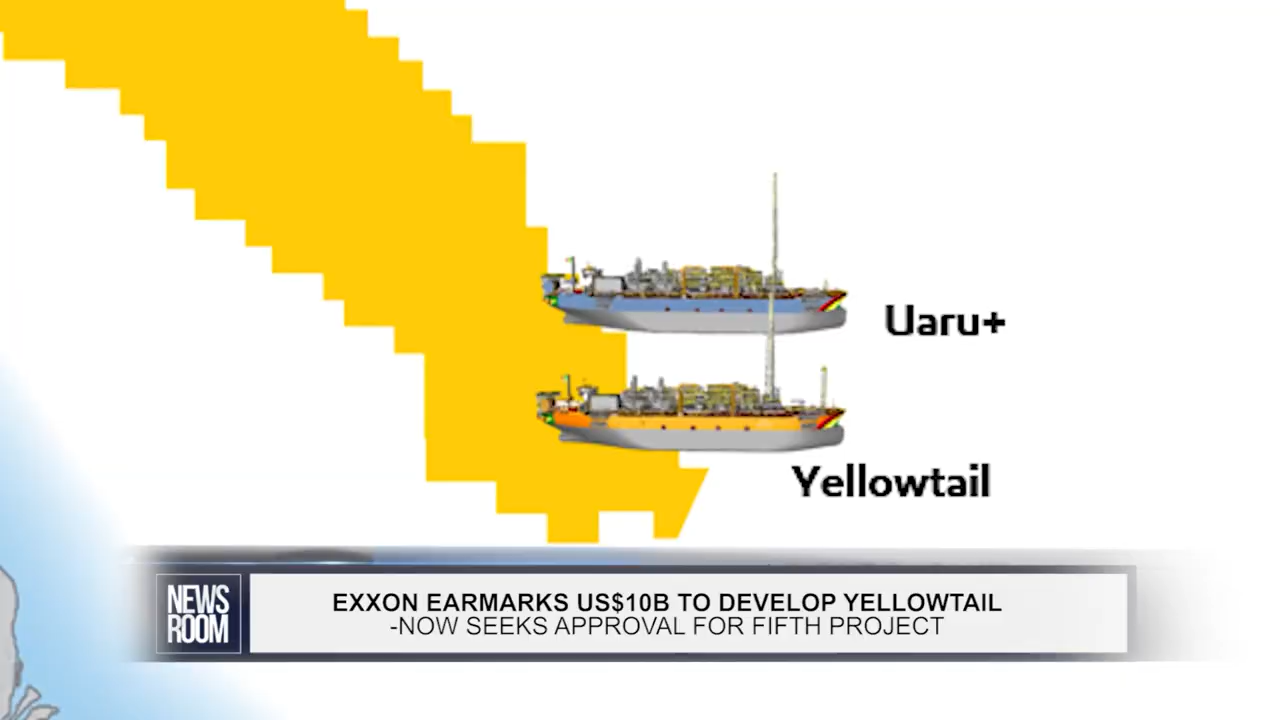 Uaru+
Yellowtail
NEWS
ROOM
EXXON EARMARKS US$10B TO DEVELOP YELLOWTAIL
-NOW SEEKS APPROVAL FOR FIFTH PROJECT